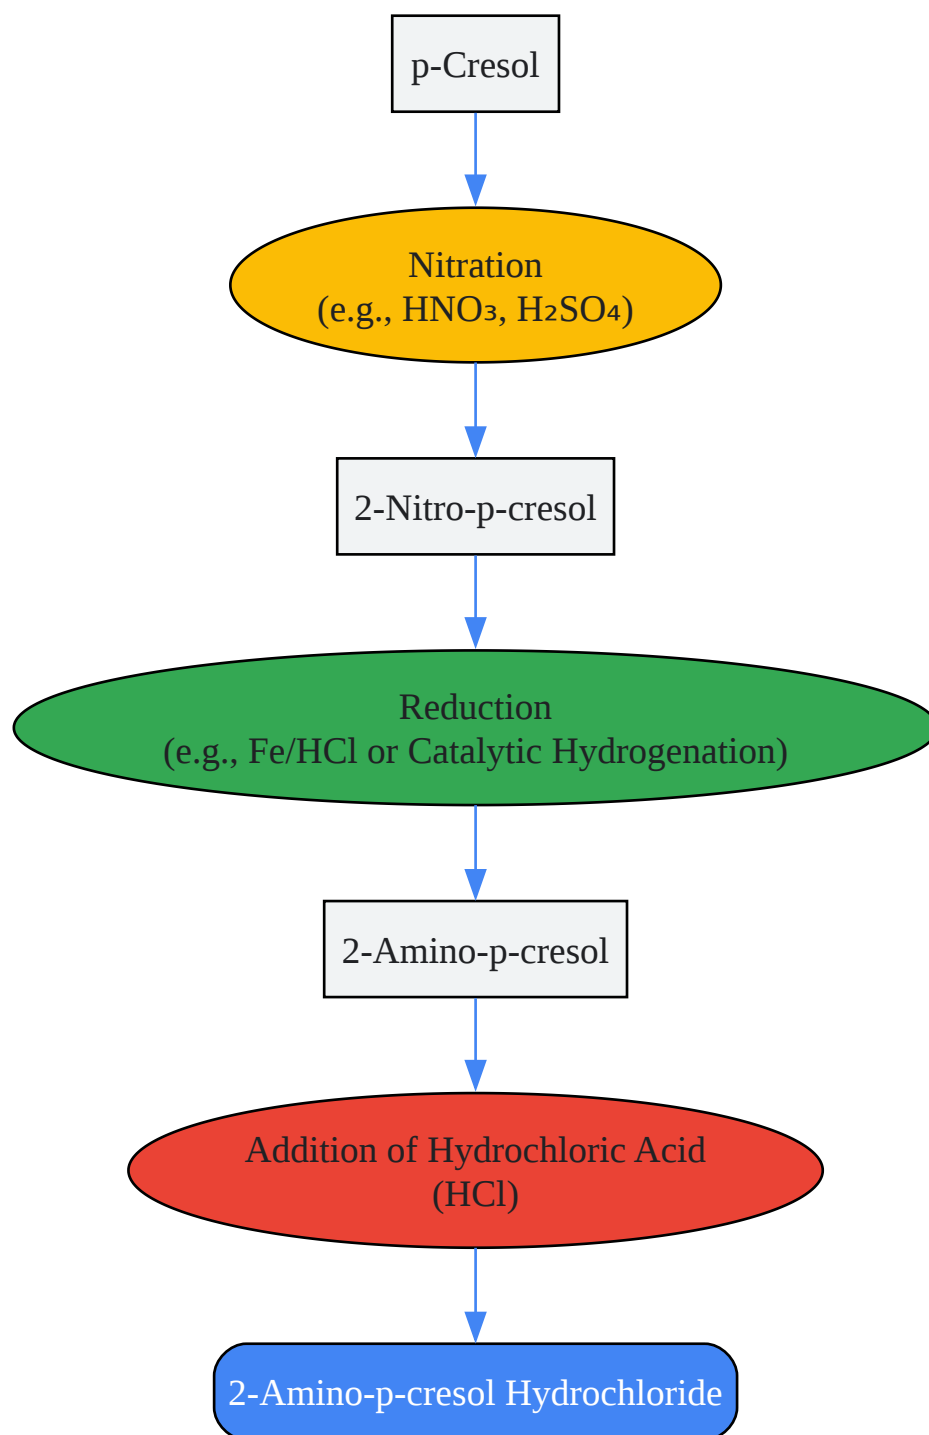 p-Cresol
Nitration
(e.g., HNO₃, H₂SO₄)
2-Nitro-p-cresol
Reduction
(e.g., Fe/HCl or Catalytic Hydrogenation)
2-Amino-p-cresol
Addition of Hydrochloric Acid
(HCl)
2-Amino-p-cresol Hydrochloride